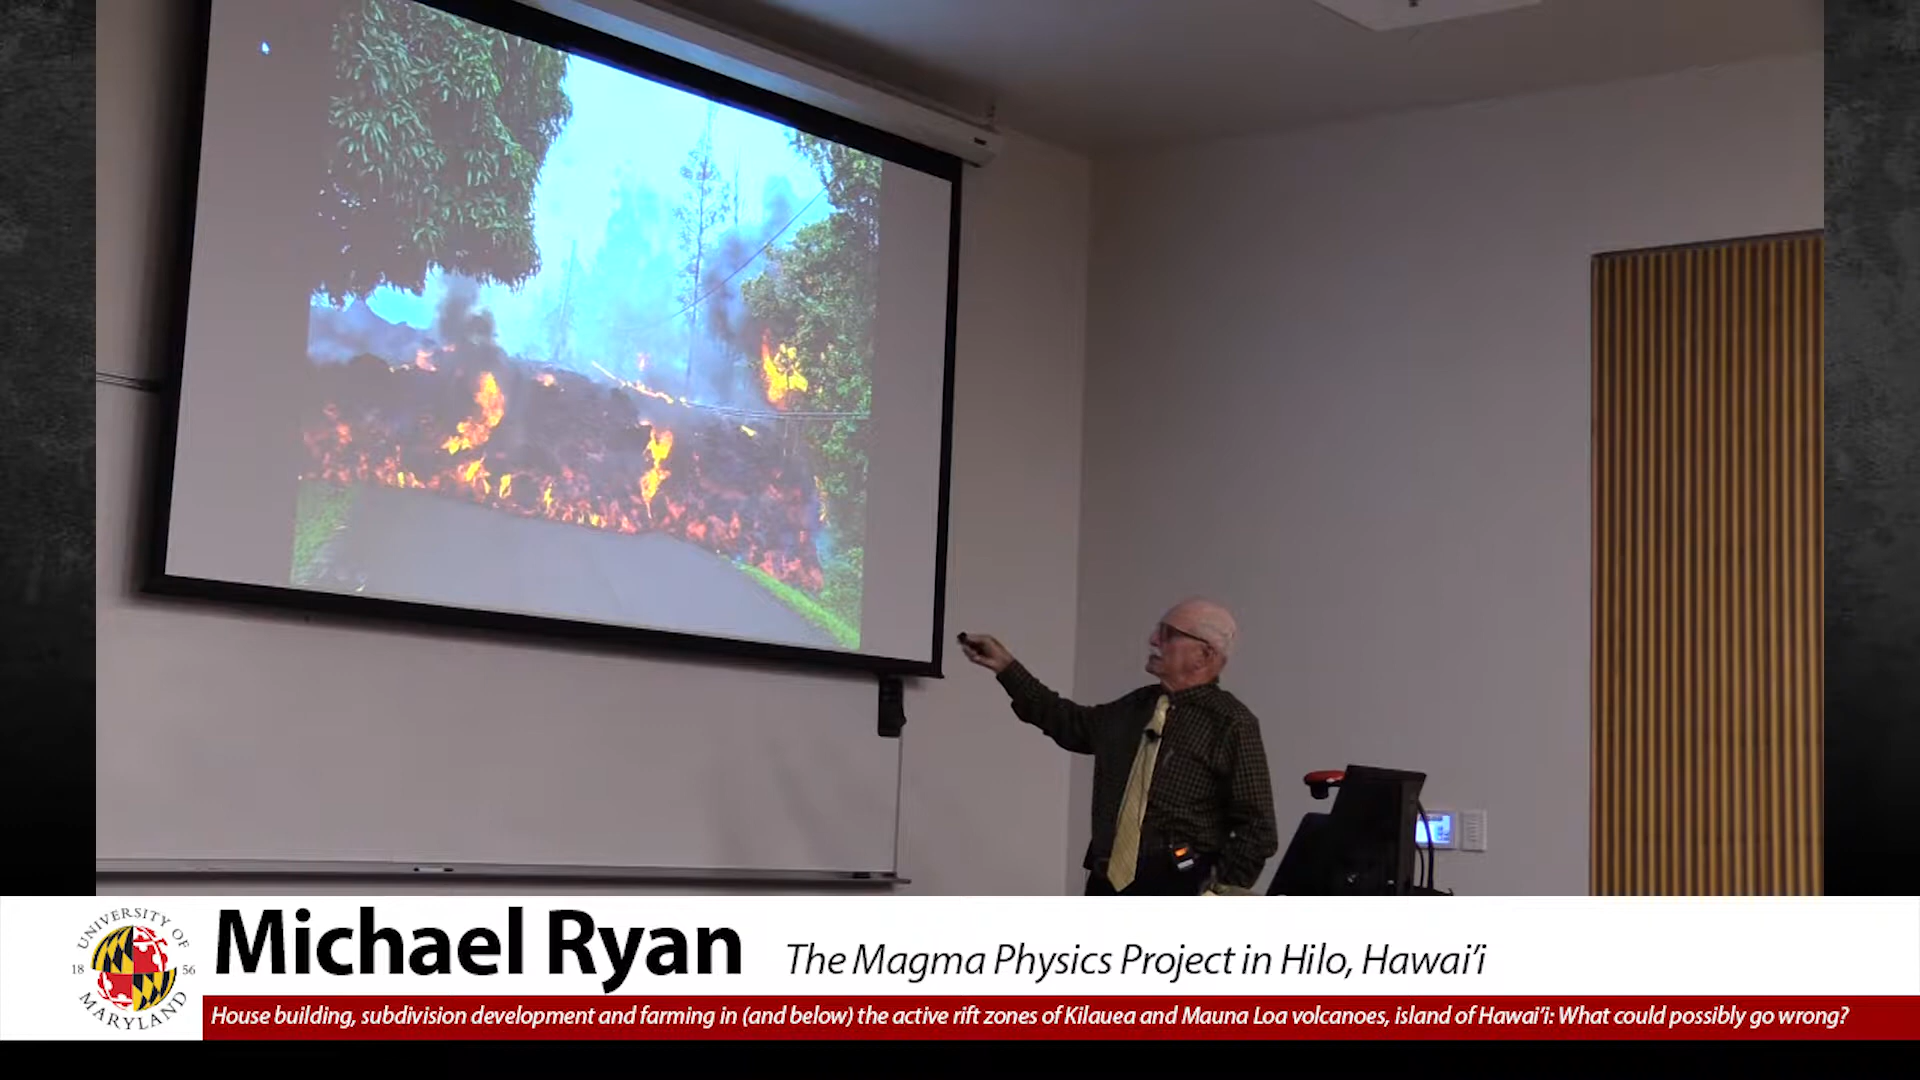 Michael Ryan
The Magma Physics Project in Hilo, Hawai'i
UNIVERSITY OF
18 56
MARYLAND
House building, subdivision development and farming in (and below) the active rift zones of Kilauea and Mauna Loa volcanoes, island of Hawai'i: What could possibly go wrong?